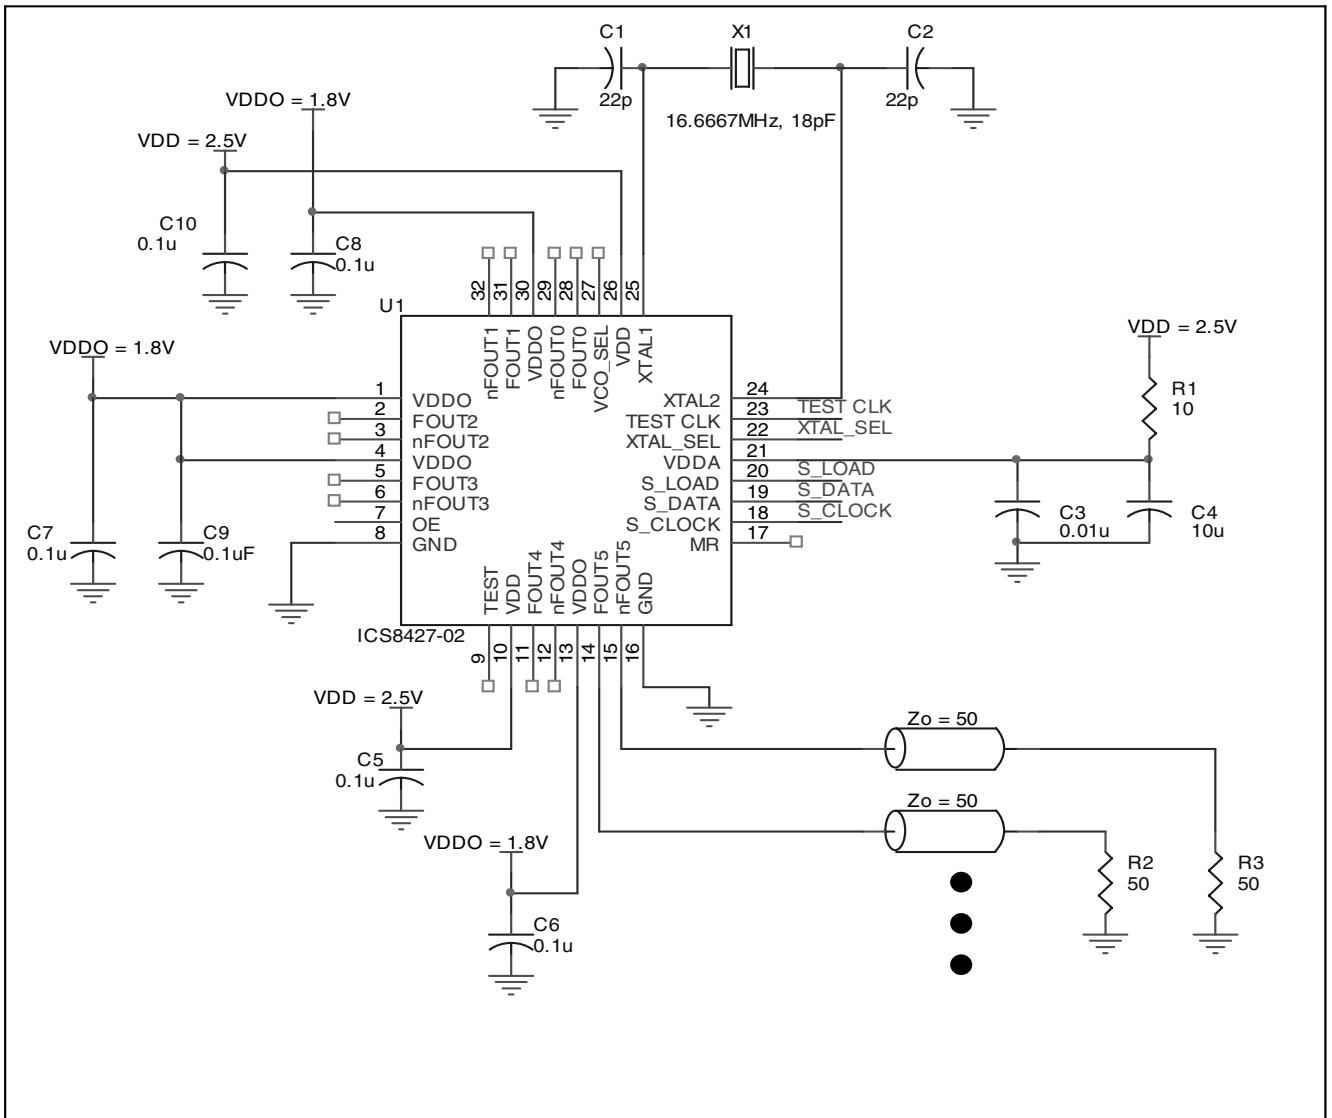 C1
X1
C2
22p
22p
16.6667MHz, 18pF
VDDO = 1.8V
VDD = 2.5V
C10
0.1u
C8
0.1u
32
31
30
29
28
27
26
25
U1
nFOUT1
FOUT1
VDDO
nFOUT0
FOUT0
VCO_SEL
VDD
XTAL1
VDDO = 1.8V
VDD = 2.5V
R1
10
1
VDDO
2
FOUT2
3
nFOUT2
4
VDDO
5
FOUT3
6
nFOUT3
7
OE
8
GND
XTAL2
24
TEST CLK
23
TEST CLK
XTAL_SEL
22
XTAL_SEL
VDDA
21
S_LOAD
20
S_LOAD
S_DATA
19
S_DATA
S_CLOCK
18
S_CLOCK
MR
17
C7
0.1u
C9
0.1uF
C3
0.01u
C4
10u
TEST
VDD
FOUT4
nFOUT4
VDDO
FOUT5
nFOUT5
GND
ICS8427-02
9
10
11
12
13
14
15
16
VDD = 2.5V
C5
0.1u
Zo = 50
Zo = 50
VDDO = 1.8V
R2
50
R3
50
C6
0.1u